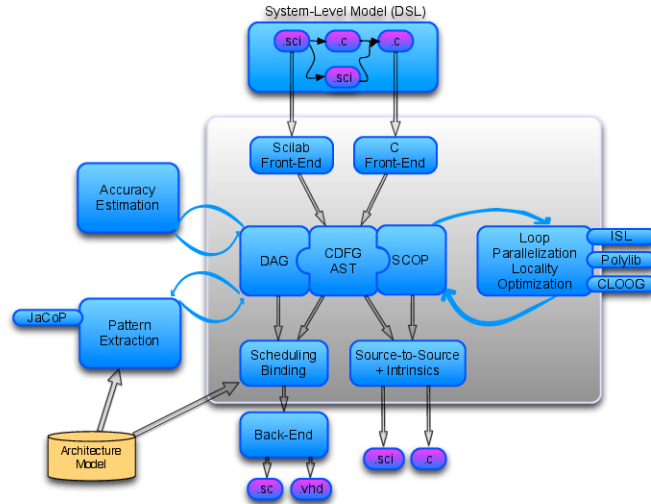 System-Level Model (DSL)
.sci
.c
.c
.sci
Scilab
Front-End
C
Front-End
Accuracy
Estimation
DAG
CDFG
AST
SCOP
Loop
Parallelization
Locality
Optimization
ISL
Polylib
CLOOG
JaCoP
Pattern
Extraction
Scheduling
Binding
Source-to-Source
+ Intrinsics
Architecture
Model
Back-End
.sci
.c
.sc
.vhd